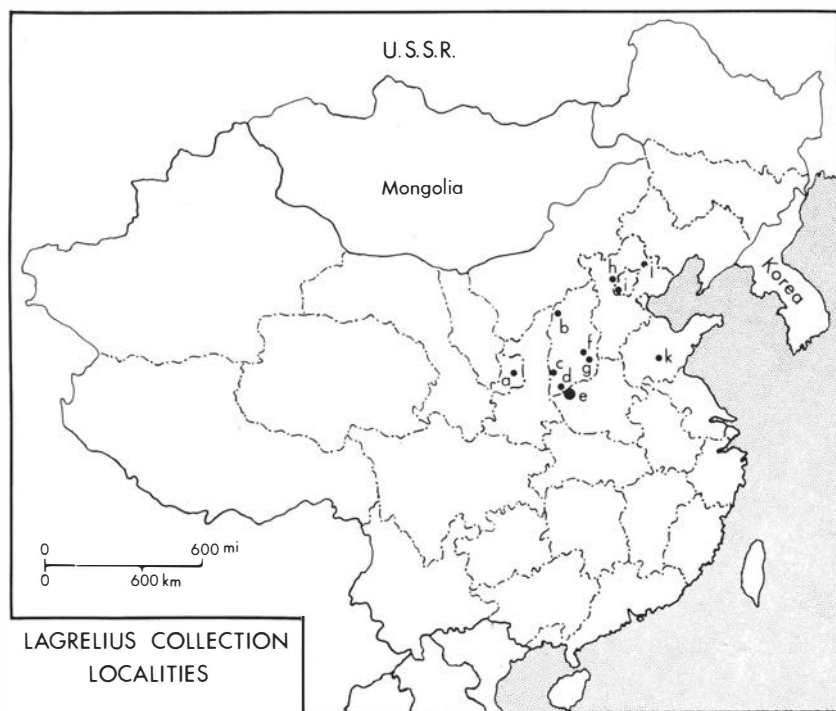 U.S.S.R.
Mongolia
Korea
h
j
i
b
f
g
k
a
c
d
e
0 600 mi
0 600 km
LAGRELIUS COLLECTION
LOCALITIES